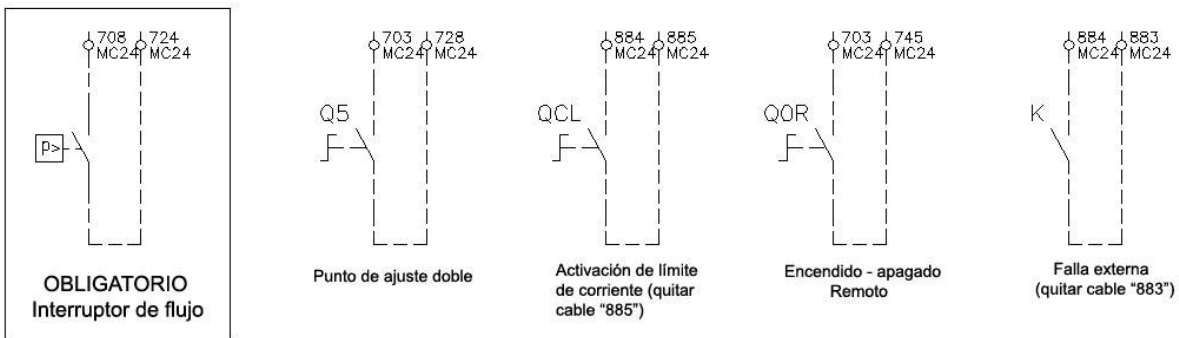 708 724
MC24 MC24
P>
OBLIGATORIO
Interruptor de flujo
703 728
MC24 MC24
Q5
Punto de ajuste doble
884 885
MC24 MC24
QCL
Activación de límite
de corriente (quitar
cable “885”)
703 745
MC24 MC24
QOR
Encendido - apagado
Remoto
884 883
MC24 MC24
K
Falla externa
(quitar cable “883”)